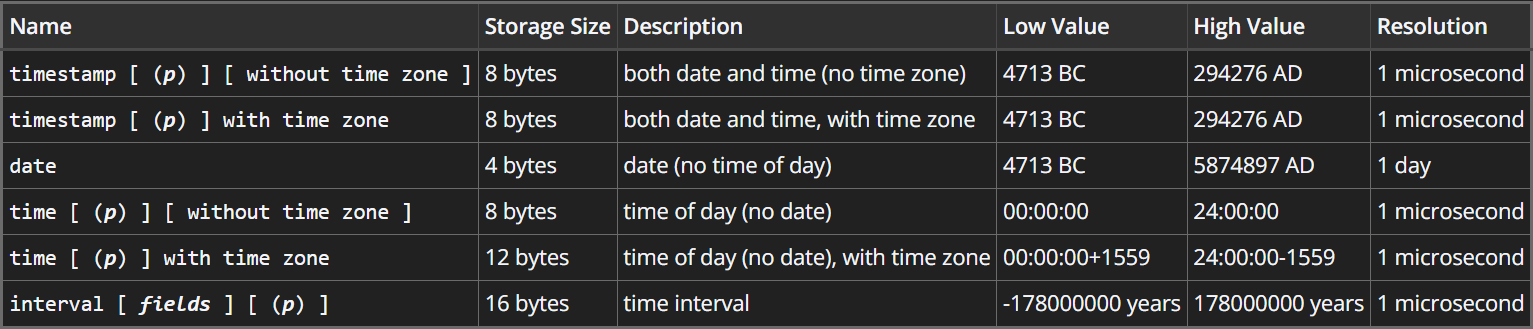 Name Storage Size Description Low Value High Value Resolution
timestamp [ (p) ] [ without time zone ] 8 bytes both date and time (no time zone) 4713 BC 294276 AD 1 microsecond
timestamp [ (p) ] with time zone 8 bytes both date and time, with time zone 4713 BC 294276 AD 1 microsecond
date 4 bytes date (no time of day) 4713 BC 5874897 AD 1 day
time [ (p) ] [ without time zone ] 8 bytes time of day (no date) 00:00:00 24:00:00 1 microsecond
time [ (p) ] with time zone 12 bytes time of day (no date), with time zone 00:00:00+1559 24:00:00-1559 1 microsecond
interval [ fields ] [ (p) ] 16 bytes time interval -178000000 years 178000000 years 1 microsecond